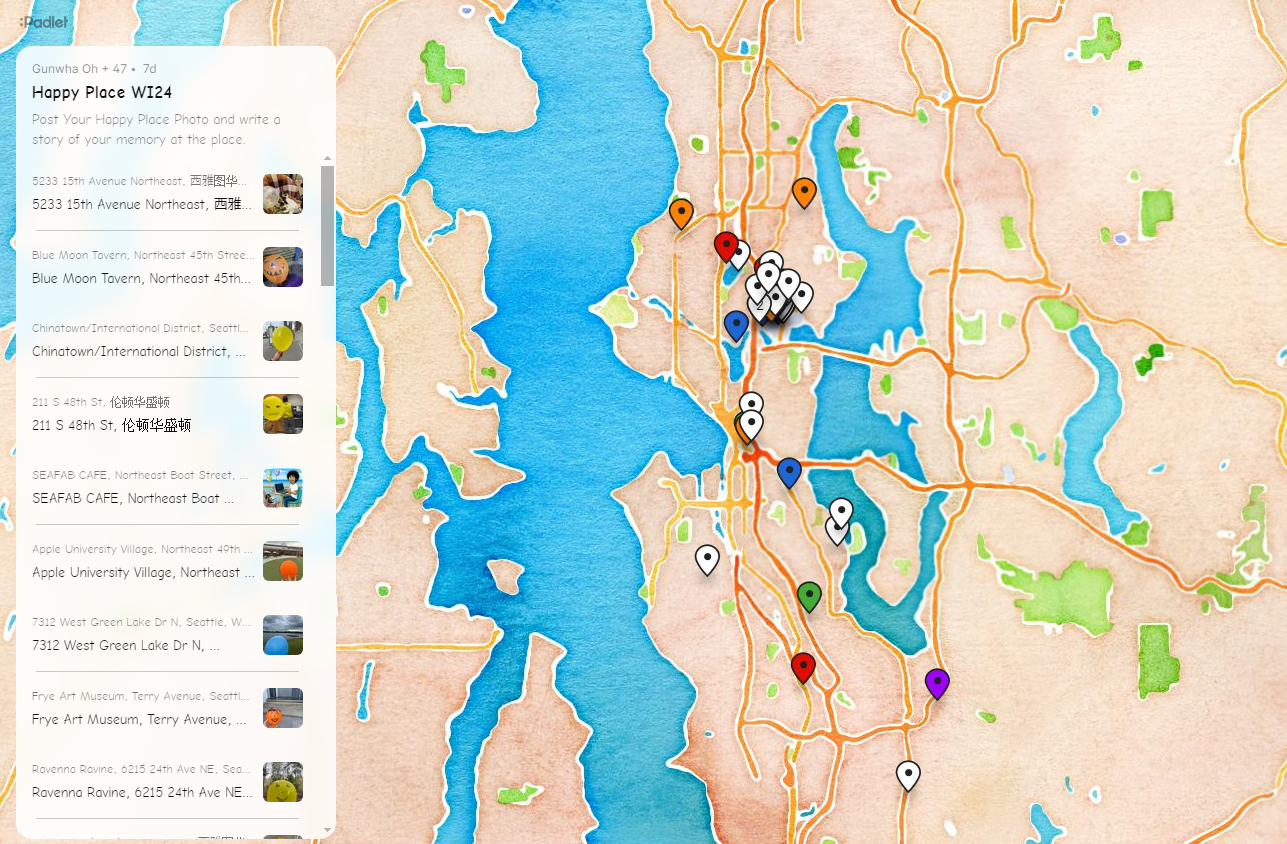 :Padlet
Gunwha Oh + 47 • 7d
Happy Place WI24
Post Your Happy Place Photo and write a
story of your memory at the place.
5233 15th Avenue Northeast, 西雅图华...
5233 15th Avenue Northeast, 西雅...
Blue Moon Tavern, Northeast 45th Stree...
Blue Moon Tavern, Northeast 45th...
Chinatown/International District, Seattl...
Chinatown/International District, ...
211 S 48th St, 伦顿华盛顿
211 S 48th St, 伦顿华盛顿
SEAFAB CAFE, Northeast Boat Street, ...
SEAFAB CAFE, Northeast Boat ...
Apple University Village, Northeast 49th ...
Apple University Village, Northeast ...
7312 West Green Lake Dr N, Seattle, W...
7312 West Green Lake Dr N, ...
Frye Art Museum, Terry Avenue, Seattl...
Frye Art Museum, Terry Avenue, ...
Ravenna Ravine, 6215 24th Ave NE, Sea...
Ravenna Ravine, 6215 24th Ave NE...
2